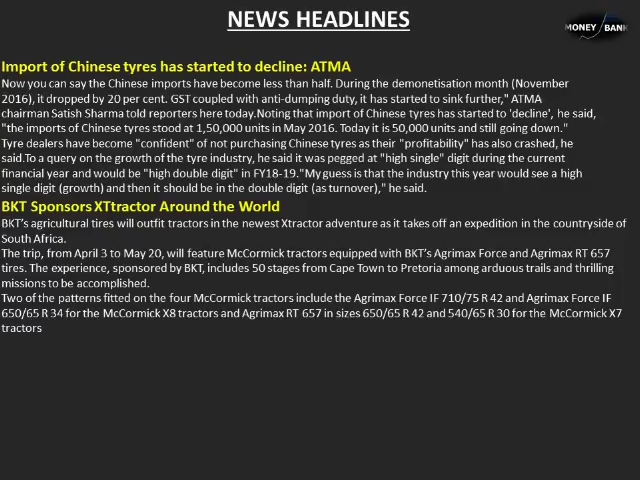 NEWS HEADLINES
MONEY BANK
Import of Chinese tyres has started to decline: ATMA
Now you can say the Chinese imports have become less than half. During the demonetisation month (November
2016), it dropped by 20 per cent. GST coupled with anti-dumping duty, it has started to sink further," ATMA
chairman Satish Sharma told reporters here today.Noting that import of Chinese tyres has started to 'decline', he said,
"the imports of Chinese tyres stood at 1,50,000 units in May 2016. Today it is 50,000 units and still going down."
Tyre dealers have become "confident" of not purchasing Chinese tyres as their "profitability" has also crashed, he
said.To a query on the growth of the tyre industry, he said it was pegged at "high single" digit during the current
financial year and would be "high double digit" in FY18-19."My guess is that the industry this year would see a high
single digit (growth) and then it should be in the double digit (as turnover)," he said.
BKT Sponsors XTtractor Around the World
BKT's agricultural tires will outfit tractors in the newest Xtractor adventure as it takes off an expedition in the countryside of
South Africa.
The trip, from April 3 to May 20, will feature McCormick tractors equipped with BKT's Agrimax Force and Agrimax RT 657
tires. The experience, sponsored by BKT, includes 50 stages from Cape Town to Pretoria among arduous trails and thrilling
missions to be accomplished.
Two of the patterns fitted on the four McCormick tractors include the Agrimax Force IF 710/75 R 42 and Agrimax Force IF
650/65 R 34 for the McCormick X8 tractors and Agrimax RT 657 in sizes 650/65 R 42 and 540/65 R 30 for the McCormick X7
tractors